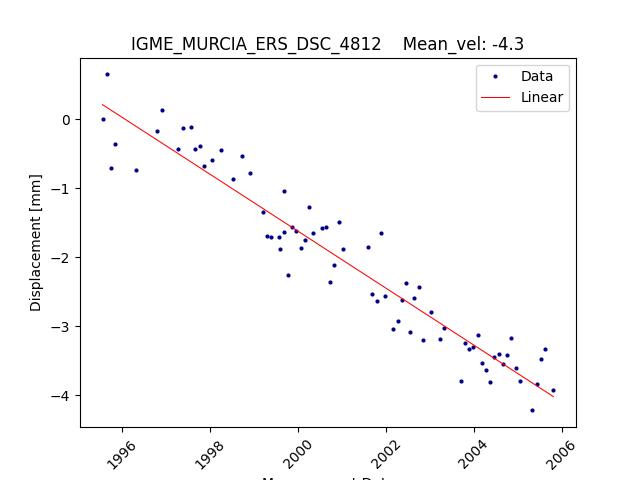 IGME_MURCIA_ERS_DSC_4812    Mean_vel: -4.3
Data
Linear
Displacement [mm]
0
−1
−2
−3
−4
1996
1998
2000
2002
2004
2006